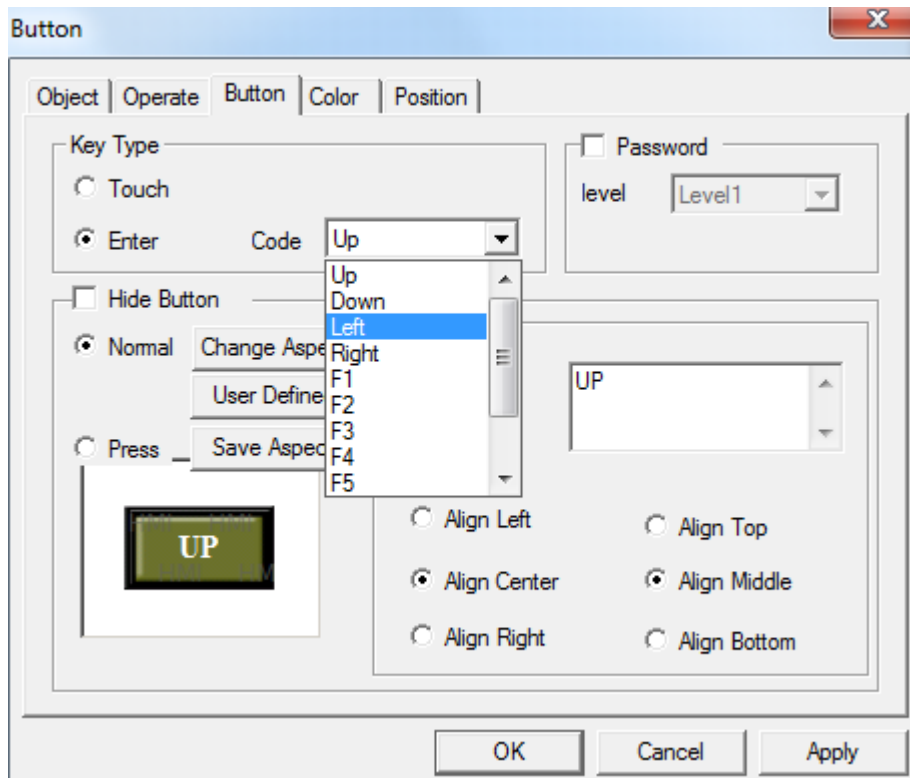 Button
Object Operate Button Color Position
Key Type
Touch
Enter Code Up
Up
Down
Left
Right
F1
F2
F3
F4
F5
Password
level Level1
Hide Button
Normal Change Aspe
User Define
Press Save Aspec
UP
UP
Align Left
Align Center
Align Right
Align Top
Align Middle
Align Bottom
OK Cancel Apply